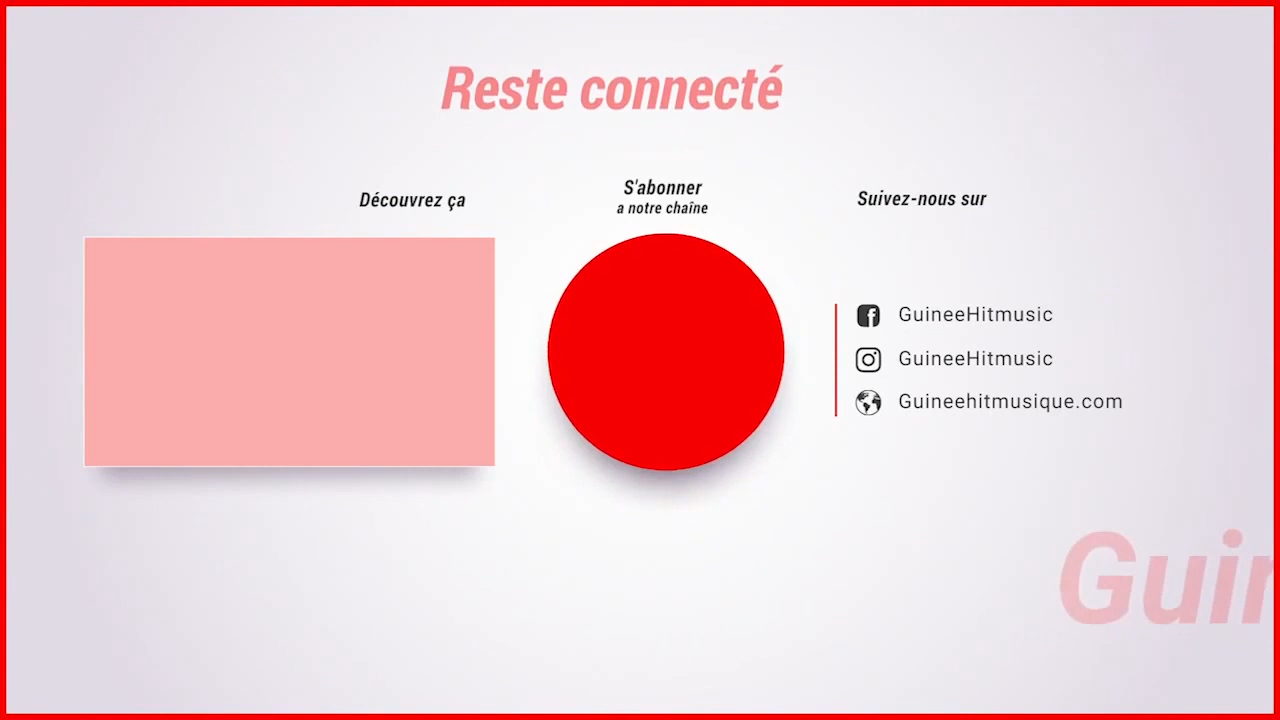 Reste connecté
Découvrez ça
S'abonner
a notre chaîne
Suivez-nous sur
GuineeHitmusic
GuineeHitmusic
Guineehitmusique.com
Guin